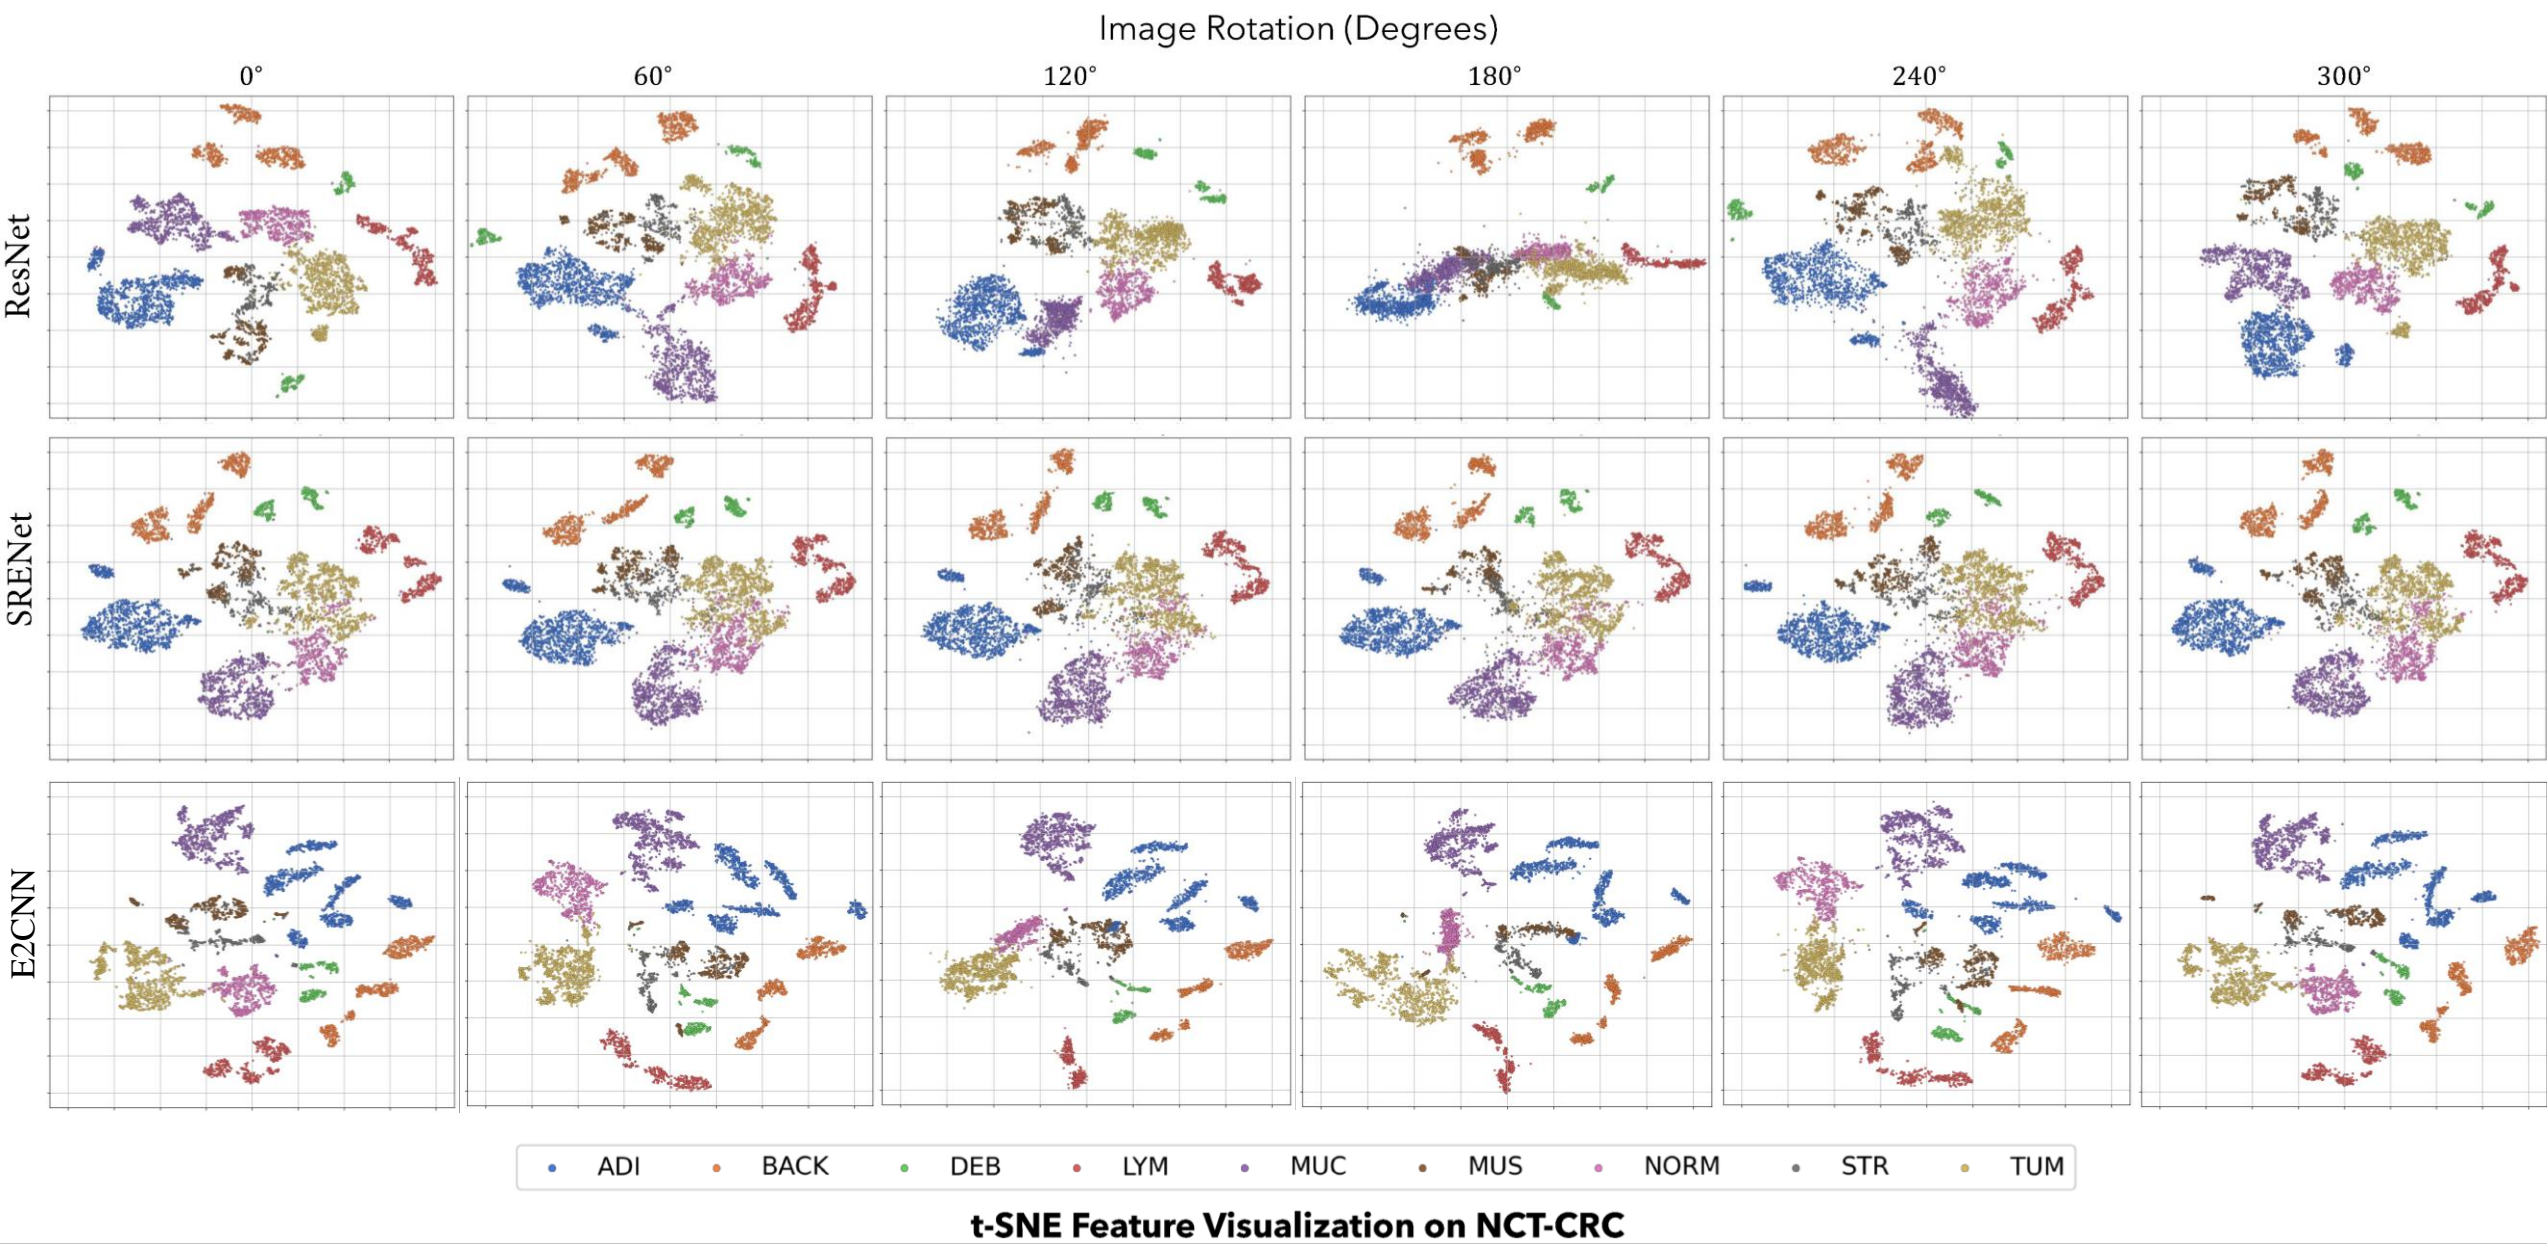 Image Rotation (Degrees)
0° 60° 120° 180° 240° 300°
ResNet
SRENet
E2CNN
ADI BACK DEB LYM MUC MUS NORM STR TUM
t-SNE Feature Visualization on NCT-CRC